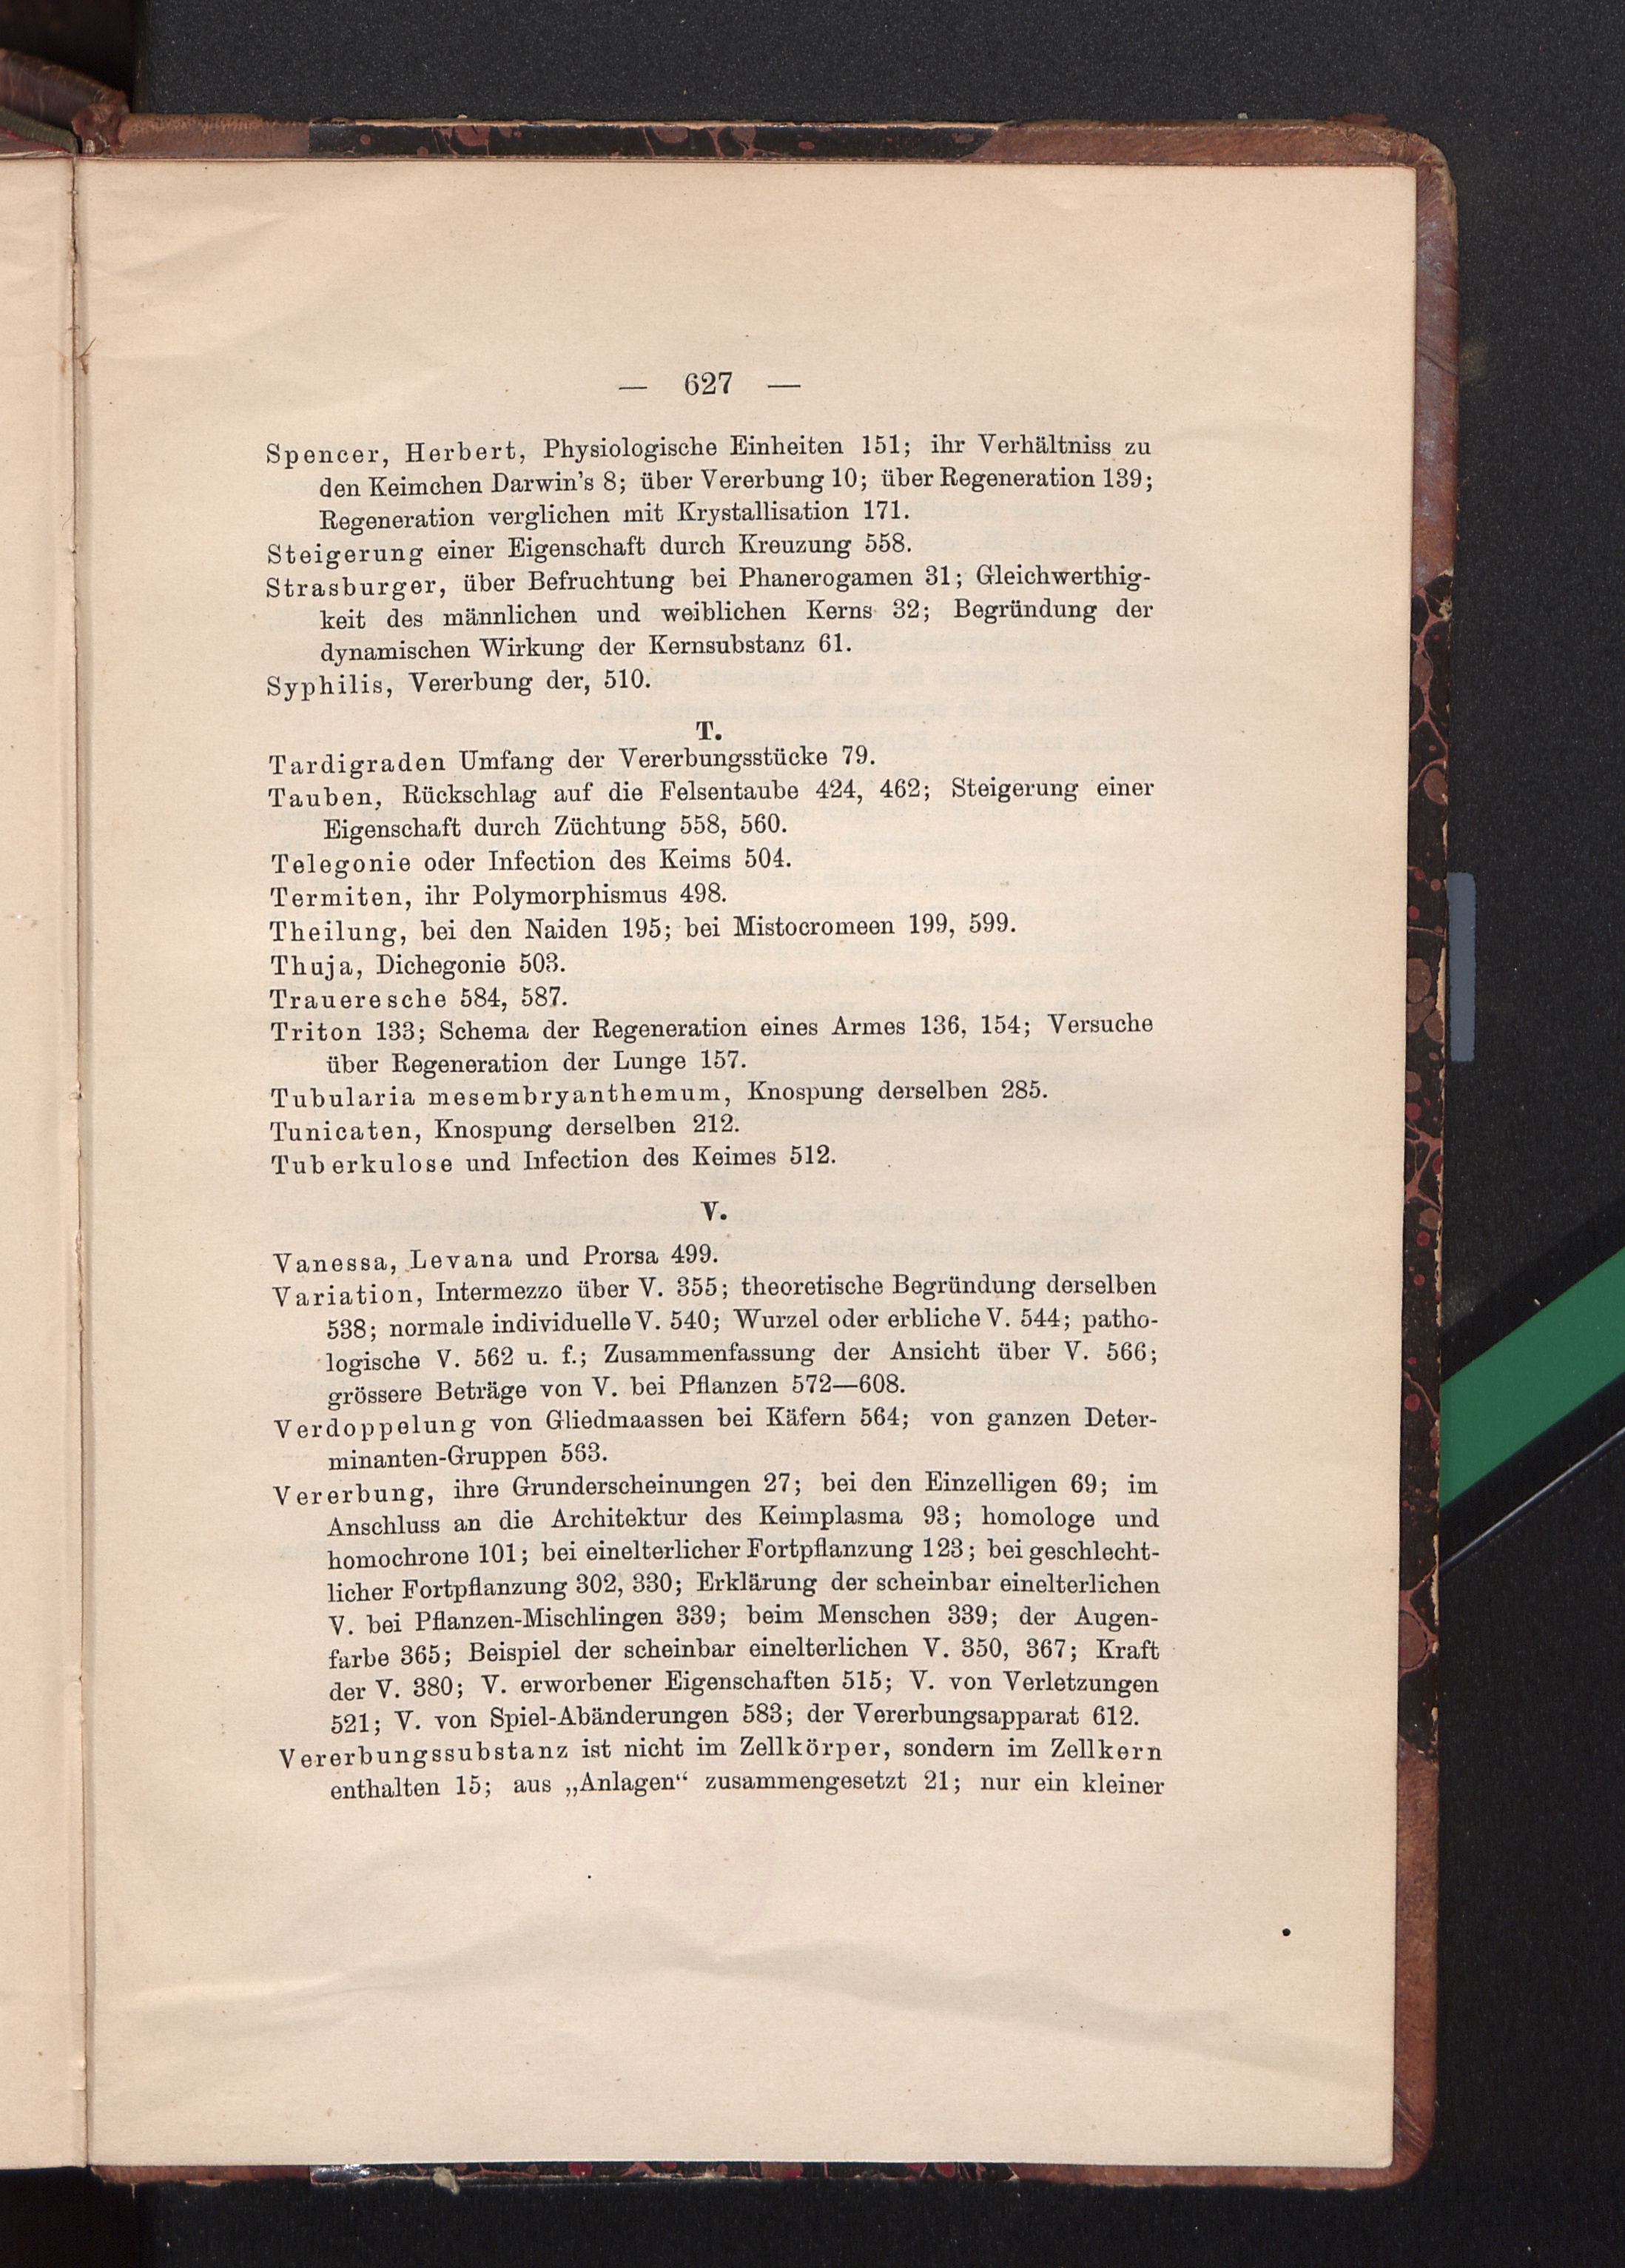 — 627 —
Spencer, Herbert, Physiologische Einheiten 151; ihr Verhältniss zu
den Keimchen Darwin's 8; über Vererbung 10; über Regeneration 139;
Regeneration verglichen mit Krystallisation 171.
Steigerung einer Eigenschaft durch Kreuzung 558.
Strasburger, über Befruchtung bei Phanerogamen 31; Gleichwerthig-
keit des männlichen und weiblichen Kerns 32; Begründung der
dynamischen Wirkung der Kernsubstanz 61.
Syphilis, Vererbung der, 510.
T.
Tardigraden Umfang der Vererbungsstücke 79.
Tauben, Rückschlag auf die Felsentaube 424, 462; Steigerung einer
Eigenschaft durch Züchtung 558, 560.
Telegonie oder Infection des Keims 504.
Termiten, ihr Polymorphismus 498.
Theilung, bei den Naiden 195; bei Mistocromeen 199, 599.
Thuja, Dichegonie 503.
Traueresche 584, 587.
Triton 133; Schema der Regeneration eines Armes 136, 154; Versuche
über Regeneration der Lunge 157.
Tubularia mesembryanthemum, Knospung derselben 285.
Tunicaten, Knospung derselben 212.
Tuberkulose und Infection des Keimes 512.
V.
Vanessa, Levana und Prorsa 499.
Variation, Intermezzo über V. 355; theoretische Begründung derselben
538; normale individuelle V. 540; Wurzel oder erbliche V. 544; patho-
logische V. 562 u. f.; Zusammenfassung der Ansicht über V. 566;
grössere Beträge von V. bei Pflanzen 572—608.
Verdoppelung von Gliedmaassen bei Käfern 564; von ganzen Deter-
minanten-Gruppen 563.
Vererbung, ihre Grunderscheinungen 27; bei den Einzelligen 69; im
Anschluss an die Architektur des Keimplasma 93; homologe und
homochrone 101; bei einelterlicher Fortpflanzung 123; bei geschlecht-
licher Fortpflanzung 302, 330; Erklärung der scheinbar einelterlichen
V. bei Pflanzen-Mischlingen 339; beim Menschen 339; der Augen-
farbe 365; Beispiel der scheinbar einelterlichen V. 350, 367; Kraft
der V. 380; V. erworbener Eigenschaften 515; V. von Verletzungen
521; V. von Spiel-Abänderungen 583; der Vererbungsapparat 612.
Vererbungssubstanz ist nicht im Zellkörper, sondern im Zellkern
enthalten 15; aus „Anlagen“ zusammengesetzt 21; nur ein kleiner